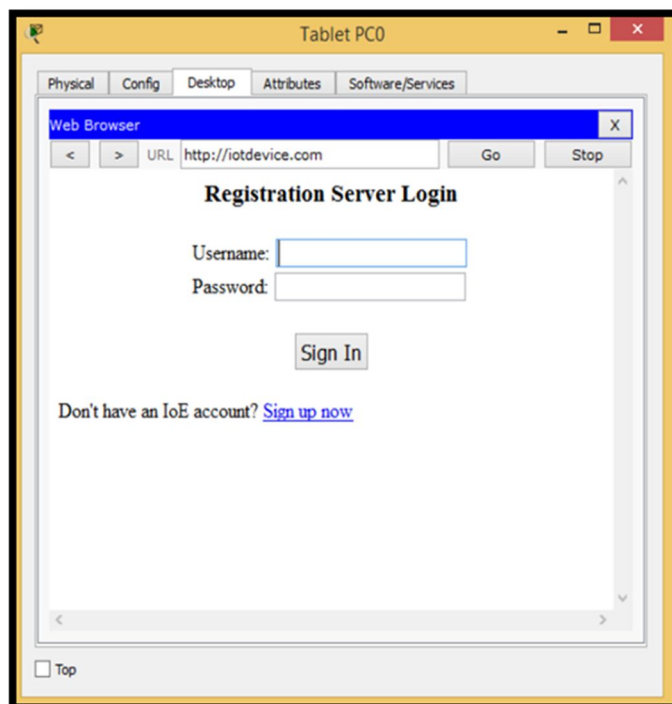 Tablet PC0
Physical Config Desktop Attributes Software/Services
Web Browser X
< > URL http://iotdevice.com Go Stop
Registration Server Login
Username:
Password:
Sign In
Don't have an IoE account? Sign up now
Top